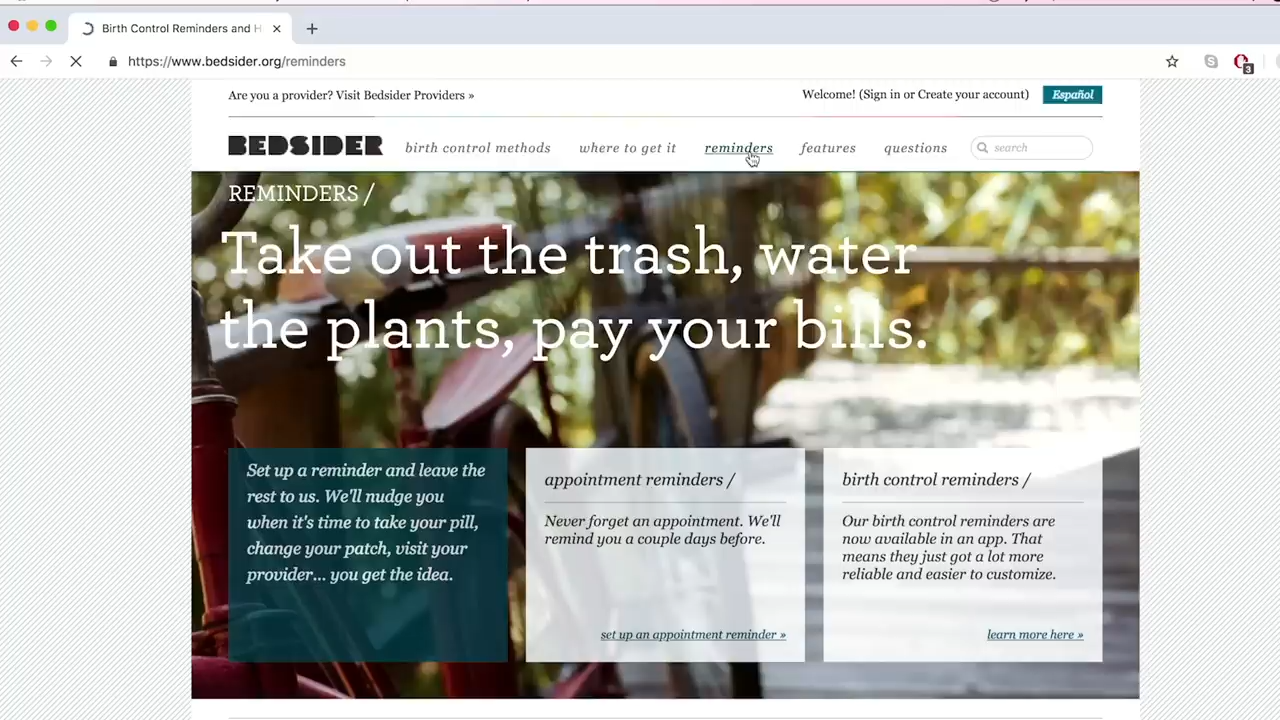 Birth Control Reminders and H
https://www.bedsider.org/reminders
3
Are you a provider? Visit Bedsider Providers »
Welcome! (Sign in or Create your account)
Español
BEDSIDER
birth control methods
where to get it
reminders
features
questions
search
REMINDERS /
Take out the trash, water
the plants, pay your bills.
Set up a reminder and leave the
rest to us. We'll nudge you
when it's time to take your pill,
change your patch, visit your
provider... you get the idea.
appointment reminders /
Never forget an appointment. We'll
remind you a couple days before.
set up an appointment reminder »
birth control reminders /
Our birth control reminders are
now available in an app. That
means they just got a lot more
reliable and easier to customize.
learn more here »